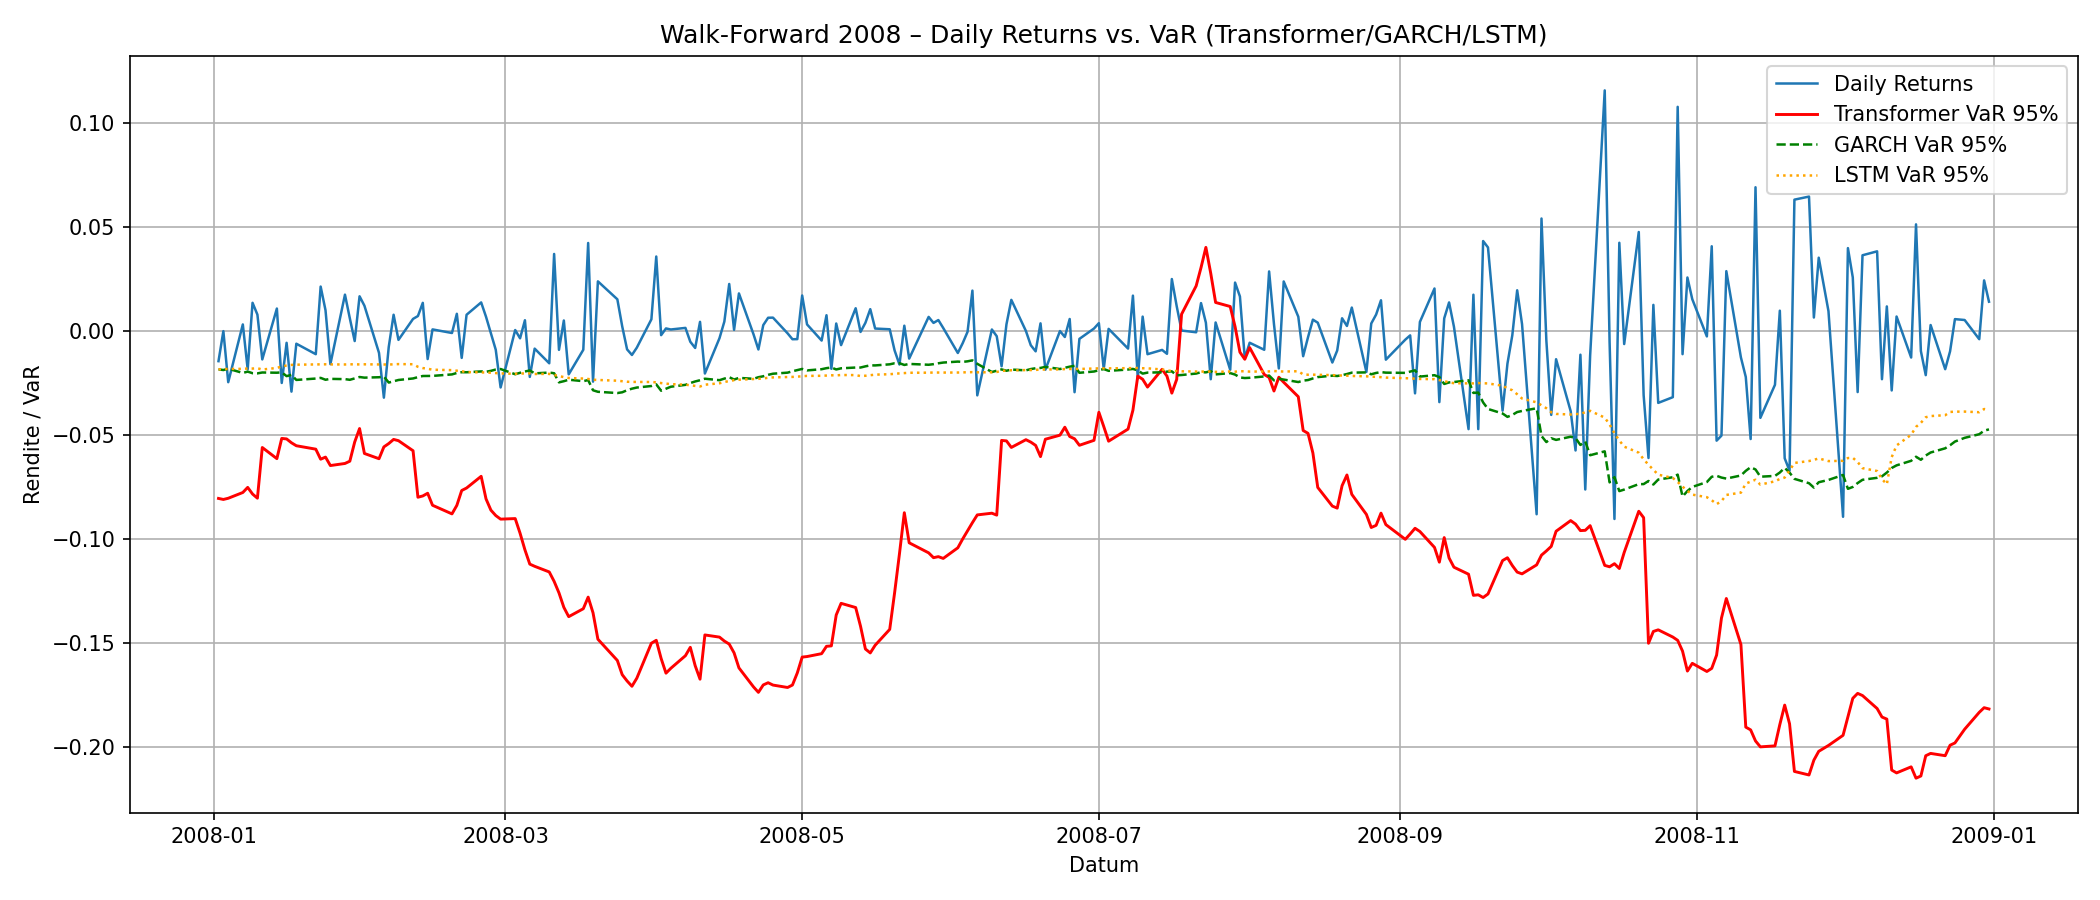 Walk-Forward 2008 – Daily Returns vs. VaR (Transformer/GARCH/LSTM)
Daily Returns
Transformer VaR 95%
GARCH VaR 95%
LSTM VaR 95%
Rendite / VaR
0.10
0.05
0.00
−0.05
−0.10
−0.15
−0.20
2008-01 2008-03 2008-05 2008-07 2008-09 2008-11 2009-01
Datum